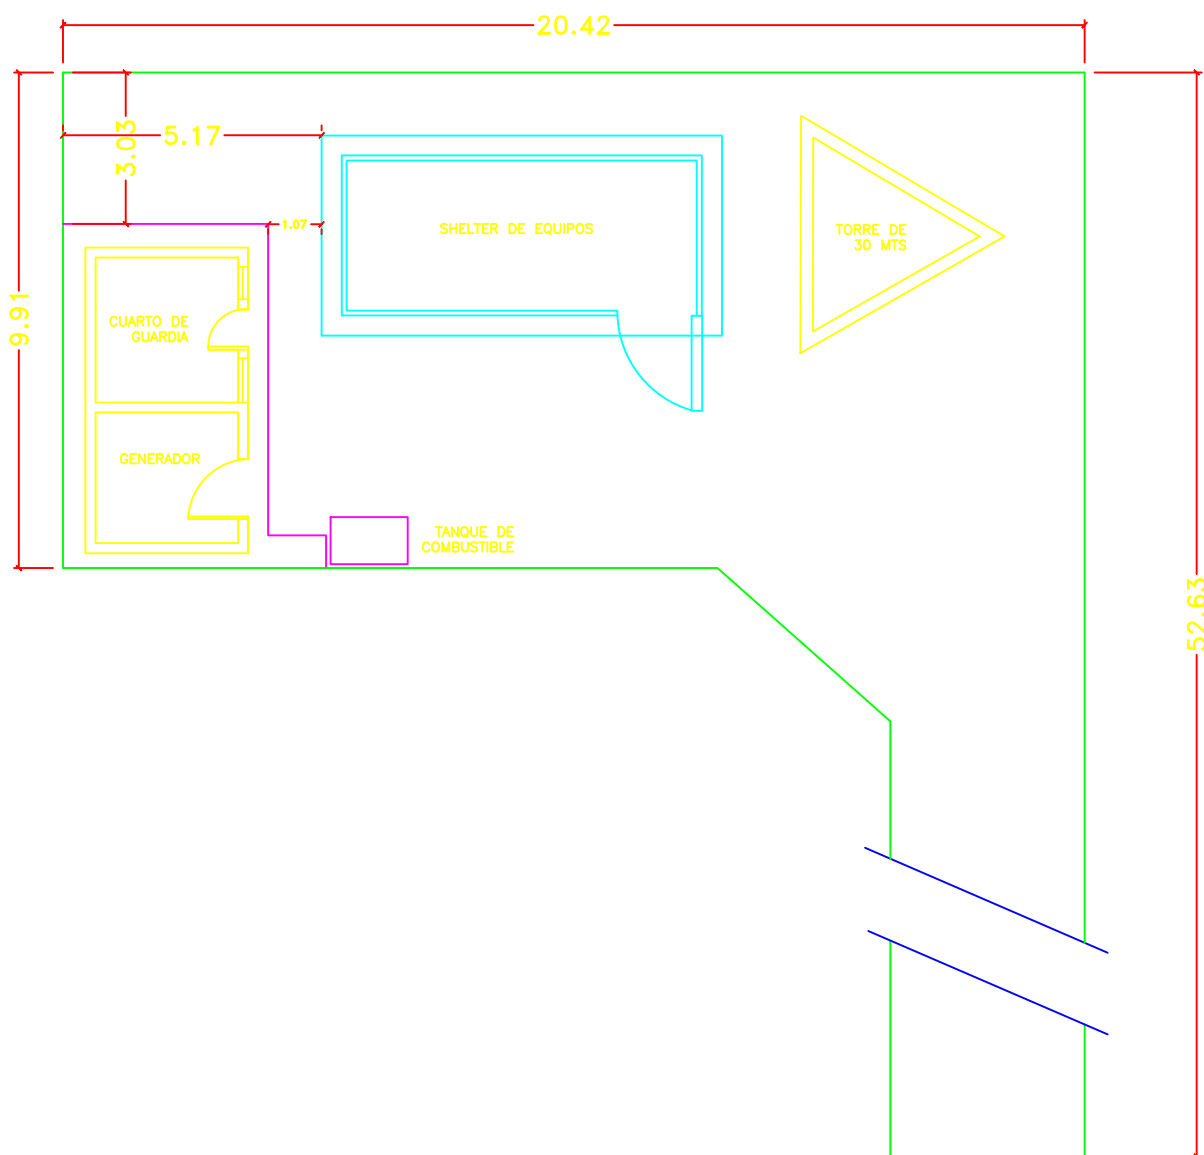 20.42
5.17
3.03
1.07
SHELTER DE EQUIPOS
TORRE DE
30 MTS
9.91
CUARTO DE
GUARDIA
GENERADOR
TANQUE DE
COMBUSTIBLE
52.63